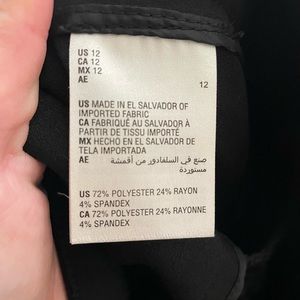 US 12
CA 12
MX 12
AE 12
US MADE IN EL SALVADOR OF
IMPORTED FABRIC
CA FABRIQUÉ AU SALVADOR À
PARTIR DE TISSU IMPORTÉ
MX HECHO EN EL SALVADOR DE
TELA IMPORTADA
AE صنع في السلفادور من أقمشة
مستوردة
US 72% POLYESTER 24% RAYON
4% SPANDEX
CA 72% POLYESTER 24% RAYONNE
4% SPANDEX